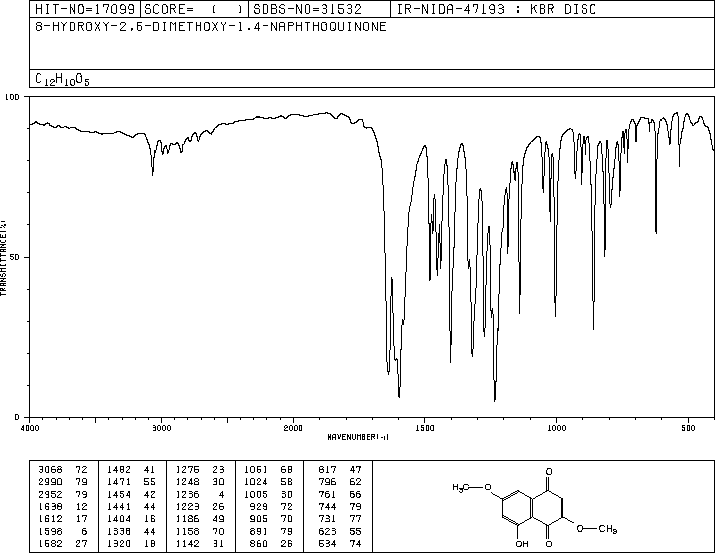 HIT-NO=17099 SCORE= ( ) SDBS-NO=31532 IR-NIDA-47193 : KBR DISC
8-HYDROXY-2,6-DIMETHOXY-1,4-NAPHTHOQUINONE
C12H10O5
100
50
0
TRANSMITTANCE(%)
4000 3000 2000 1500 1000 500
WAVENUMBER(-1)
3068 72 1482 41 1276 23 1051 68 817 47
2990 79 1471 55 1248 30 1024 58 796 62
2952 79 1454 42 1236 4 1005 30 761 66
1638 12 1441 44 1223 26 929 72 744 79
1612 17 1404 16 1186 49 905 70 731 77
1598 6 1338 44 1158 70 891 79 623 55
1582 27 1320 18 1142 31 860 26 534 74
H3C O O
O CH3
OH O